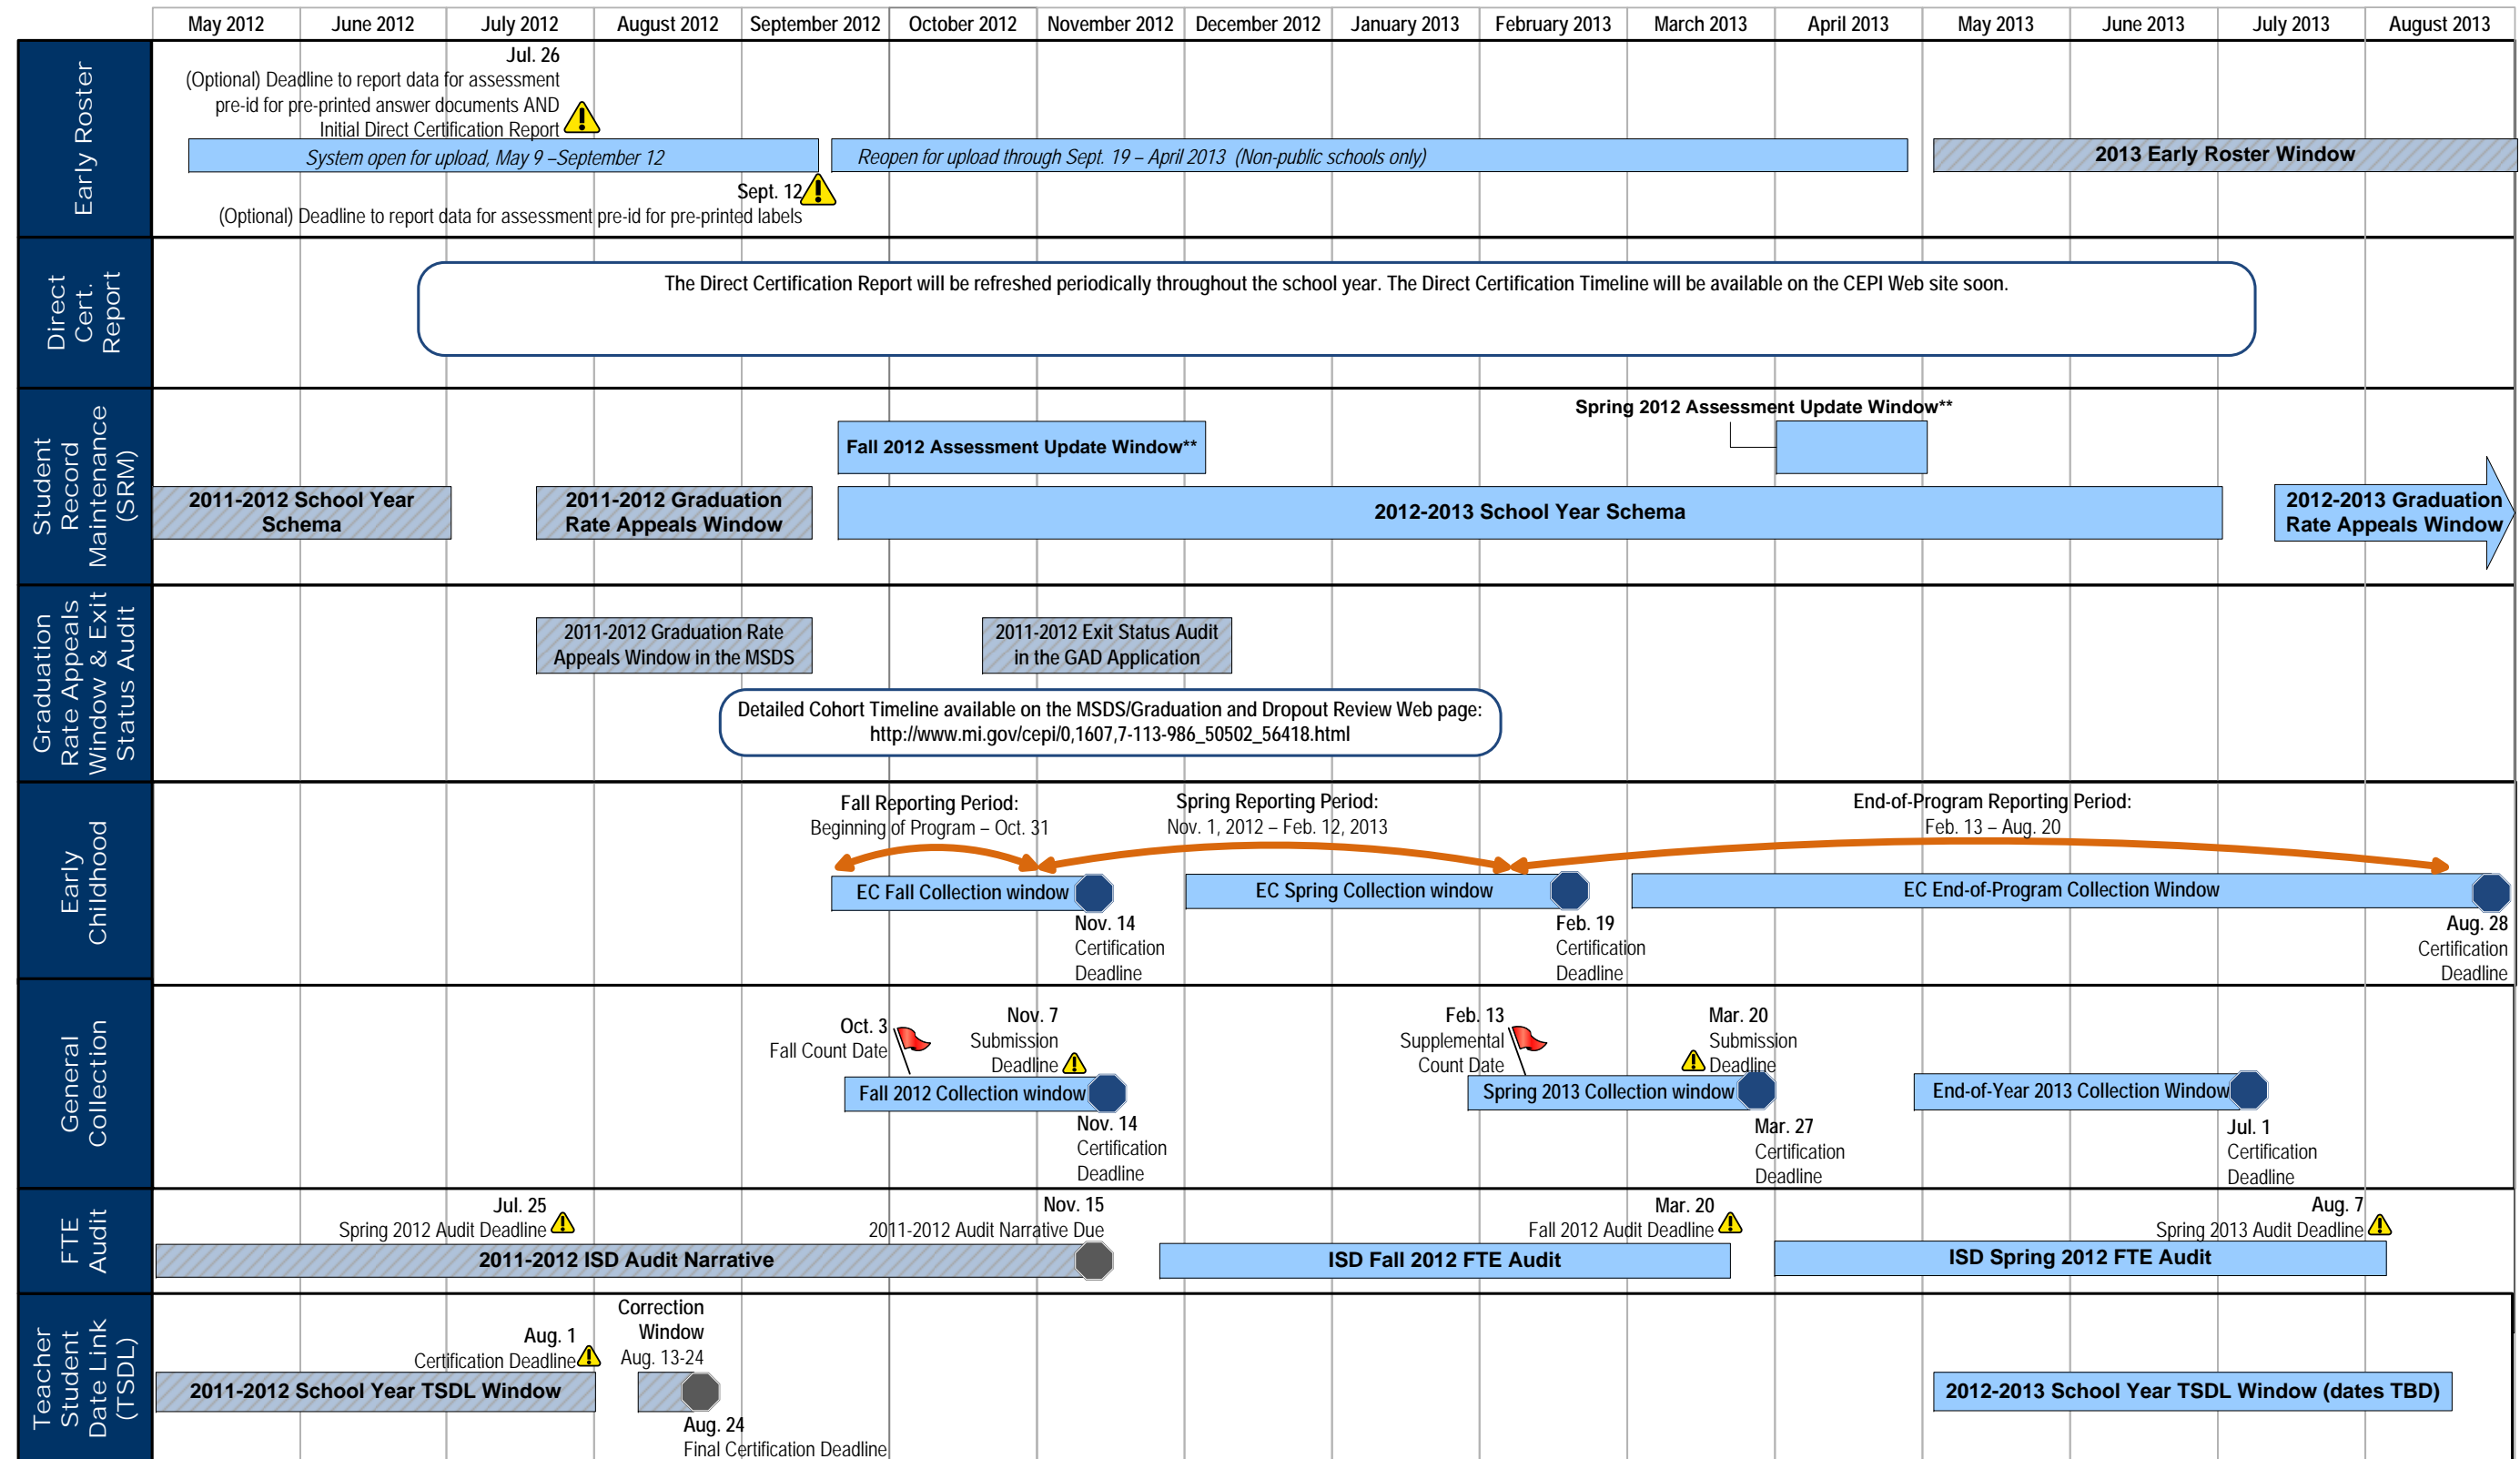 May 2012
June 2012
July 2012
August 2012
September 2012
October 2012
November 2012
December 2012
January 2013
February 2013
March 2013
April 2013
May 2013
June 2013
July 2013
August 2013
Early Roster
Jul. 26
(Optional) Deadline to report data for assessment
pre-id for pre-printed answer documents AND
Initial Direct Certification Report
System open for upload, May 9 –September 12
Reopen for upload through Sept. 19 – April 2013  (Non-public schools only)
2013 Early Roster Window
Sept. 12
(Optional) Deadline to report data for assessment pre-id for pre-printed labels
Direct
Cert.
Report
The Direct Certification Report will be refreshed periodically throughout the school year. The Direct Certification Timeline will be available on the CEPI Web site soon.
Student
Record
Maintenance
(SRM)
Spring 2012 Assessment Update Window**
Fall 2012 Assessment Update Window**
2011-2012 School Year
Schema
2011-2012 Graduation
Rate Appeals Window
2012-2013 School Year Schema
2012-2013 Graduation
Rate Appeals Window
Graduation
Rate Appeals
Window & Exit
Status Audit
2011-2012 Graduation Rate
Appeals Window in the MSDS
2011-2012 Exit Status Audit
in the GAD Application
Detailed Cohort Timeline available on the MSDS/Graduation and Dropout Review Web page:
http://www.mi.gov/cepi/0,1607,7-113-986_50502_56418.html
Early
Childhood
Fall Reporting Period:
Beginning of Program – Oct. 31
Spring Reporting Period:
Nov. 1, 2012 – Feb. 12, 2013
End-of-Program Reporting Period:
Feb. 13 – Aug. 20
EC Fall Collection window
EC Spring Collection window
EC End-of-Program Collection Window
Nov. 14
Certification
Deadline
Feb. 19
Certification
Deadline
Aug. 28
Certification
Deadline
General
Collection
Oct. 3
Fall Count Date
Nov. 7
Submission
Deadline
Feb. 13
Supplemental
Count Date
Mar. 20
Submission
Deadline
Fall 2012 Collection window
Spring 2013 Collection window
End-of-Year 2013 Collection Window
Nov. 14
Certification
Deadline
Mar. 27
Certification
Deadline
Jul. 1
Certification
Deadline
FTE
Audit
Jul. 25
Spring 2012 Audit Deadline
Nov. 15
2011-2012 Audit Narrative Due
Mar. 20
Fall 2012 Audit Deadline
Aug. 7
Spring 2013 Audit Deadline
2011-2012 ISD Audit Narrative
ISD Fall 2012 FTE Audit
ISD Spring 2012 FTE Audit
Teacher
Student
Date Link
(TSDL)
Aug. 1
Certification Deadline
Correction
Window
Aug. 13-24
2011-2012 School Year TSDL Window
2012-2013 School Year TSDL Window (dates TBD)
Aug. 24
Final Certification Deadline